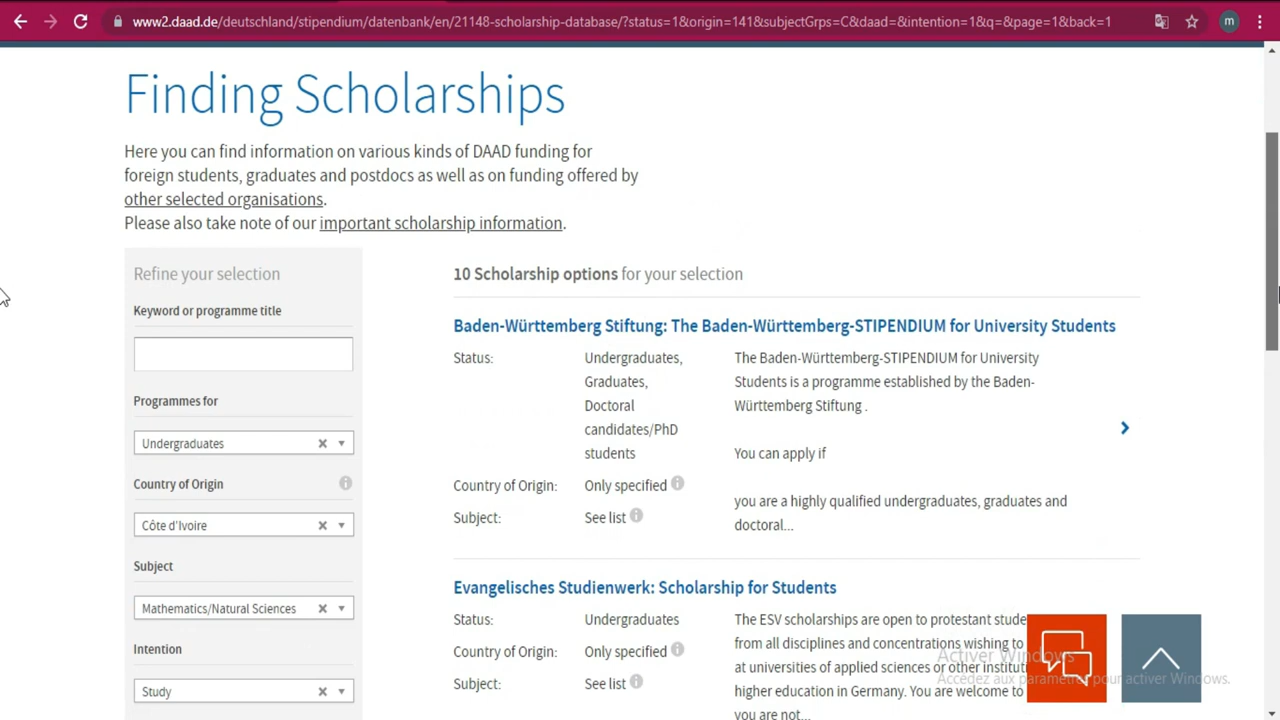 www2.daad.de/deutschland/stipendium/datenbank/en/21148-scholarship-database/?status=1&origin=141&subjectGrps=C&daad=&intention=1&q=&page=1&back=1
m
Finding Scholarships
Here you can find information on various kinds of DAAD funding for
foreign students, graduates and postdocs as well as on funding offered by
other selected organisations.
Please also take note of our important scholarship information.
Refine your selection
Keyword or programme title
Programmes for
Undergraduates
Country of Origin
Côte d'Ivoire
Subject
Mathematics/Natural Sciences
Intention
Study
10 Scholarship options for your selection
Baden-Württemberg Stiftung: The Baden-Württemberg-STIPENDIUM for University Students
Status:
Undergraduates,
Graduates,
Doctoral
candidates/PhD
students
Country of Origin: Only specified
Subject: See list
The Baden-Württemberg-STIPENDIUM for University
Students is a programme established by the Baden-
Württemberg Stiftung .
You can apply if
you are a highly qualified undergraduates, graduates and
doctoral...
Evangelisches Studienwerk: Scholarship for Students
Status: Undergraduates
Country of Origin: Only specified
Subject: See list
The ESV scholarships are open to protestant
from all disciplines and concentrations wishing to
at universities of applied sciences or other
higher education in Germany. You are welcome to
you are not...
Activer Windows
Accédez aux paramètres pour activer Windows.